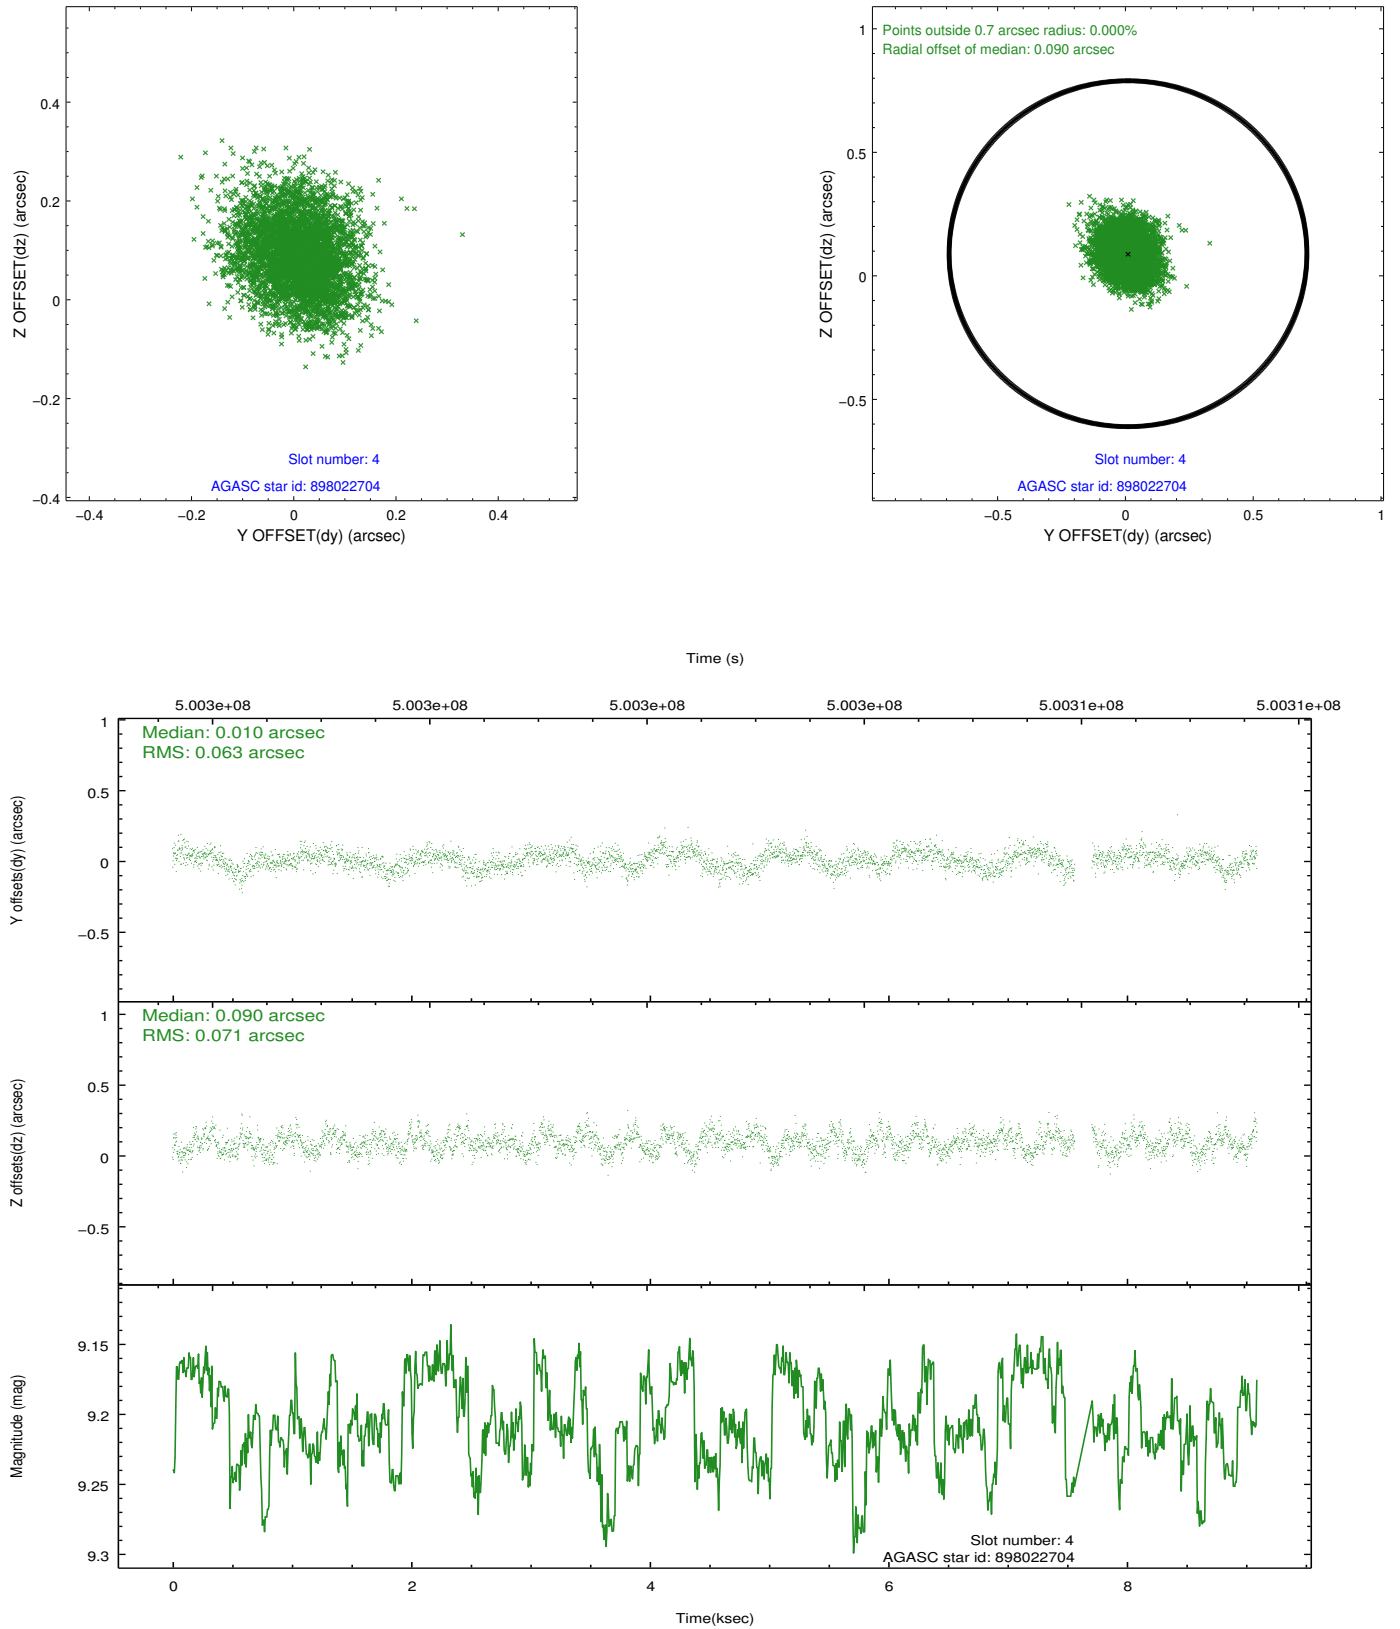 0.4
0.2
0
−0.2
−0.4
Z OFFSET(dz) (arcsec)
Slot number: 4
AGASC star id: 898022704
−0.4 −0.2 0 0.2 0.4
Y OFFSET(dy) (arcsec)
Points outside 0.7 arcsec radius: 0.000%
Radial offset of median: 0.090 arcsec
1
0.5
0
−0.5
Z OFFSET(dz) (arcsec)
Slot number: 4
AGASC star id: 898022704
−0.5 0 0.5 1
Y OFFSET(dy) (arcsec)
Time (s)
5.003e+08 5.003e+08 5.003e+08 5.003e+08 5.0031e+08 5.0031e+08
Median: 0.010 arcsec
RMS: 0.063 arcsec
1
0.5
0
−0.5
Y offsets(dy) (arcsec)
Median: 0.090 arcsec
RMS: 0.071 arcsec
1
0.5
0
−0.5
Z offsets(dz) (arcsec)
9.15
9.2
9.25
9.3
Magnitude (mag)
Slot number: 4
AGASC star id: 898022704
0 2 4 6 8
Time(ksec)